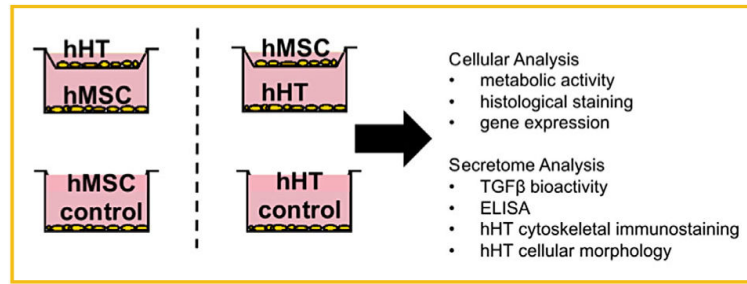 hHT
hMSC
hMSC
hHT
hMSC
control
hHT
control
Cellular Analysis
• metabolic activity
• histological staining
• gene expression
Secretome Analysis
• TGFβ bioactivity
• ELISA
• hHT cytoskeletal immunostaining
• hHT cellular morphology